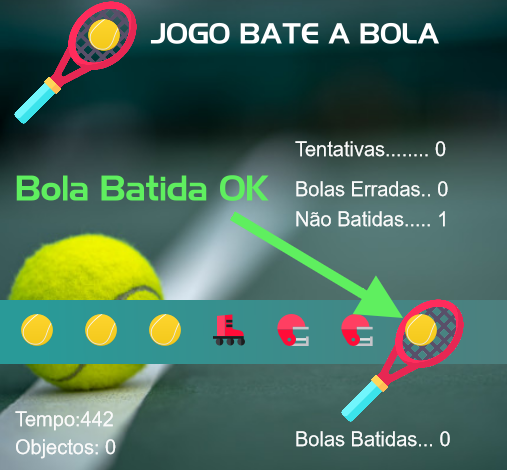 JOGO BATE A BOLA
Tentativas........ 0
Bola Batida OK
Bolas Erradas.. 0
Não Batidas..... 1
Tempo:442
Objectos: 0
Bolas Batidas... 0